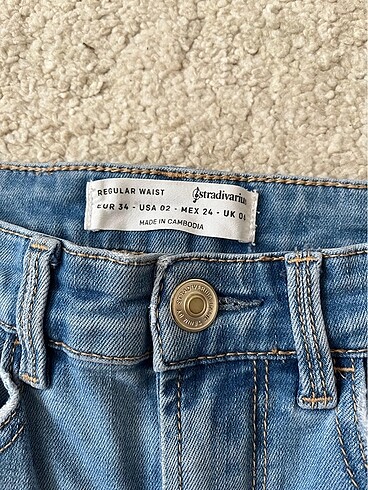 REGULAR WAIST stradivarius
EUR 34 - USA 02 - MEX 24 - UK 06
MADE IN CAMBODIA